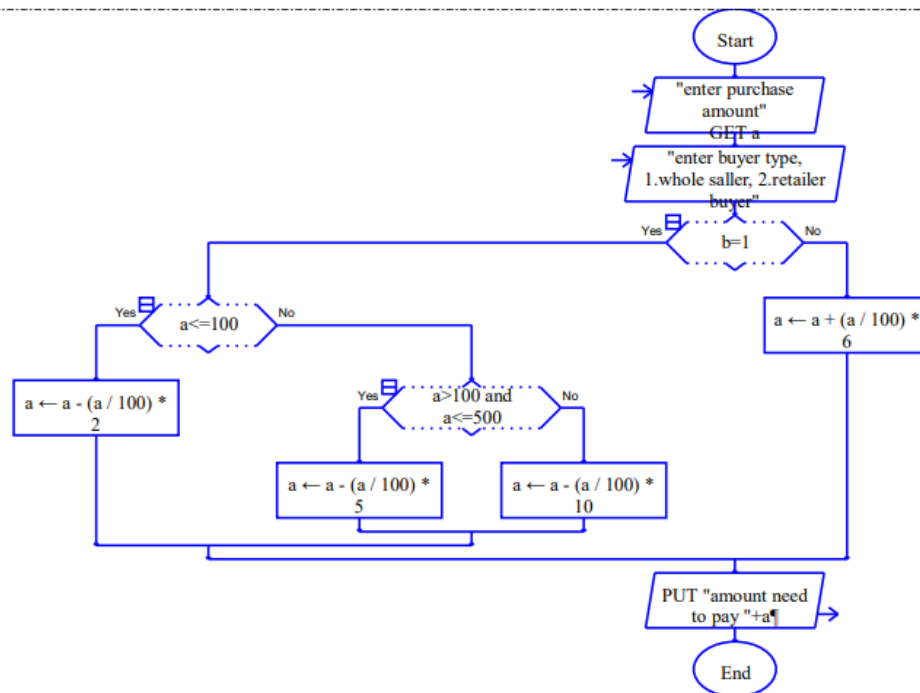 Start
"enter purchase
amount"
GET a
"enter buyer type,
1.whole saller, 2.retailer
buyer"
Yes
b=1
No
Yes
a<=100
No
a ← a + (a / 100) *
6
a ← a - (a / 100) *
2
Yes
a>100 and
a<=500
No
a ← a - (a / 100) *
5
a ← a - (a / 100) *
10
PUT "amount need
to pay "+a¶
End